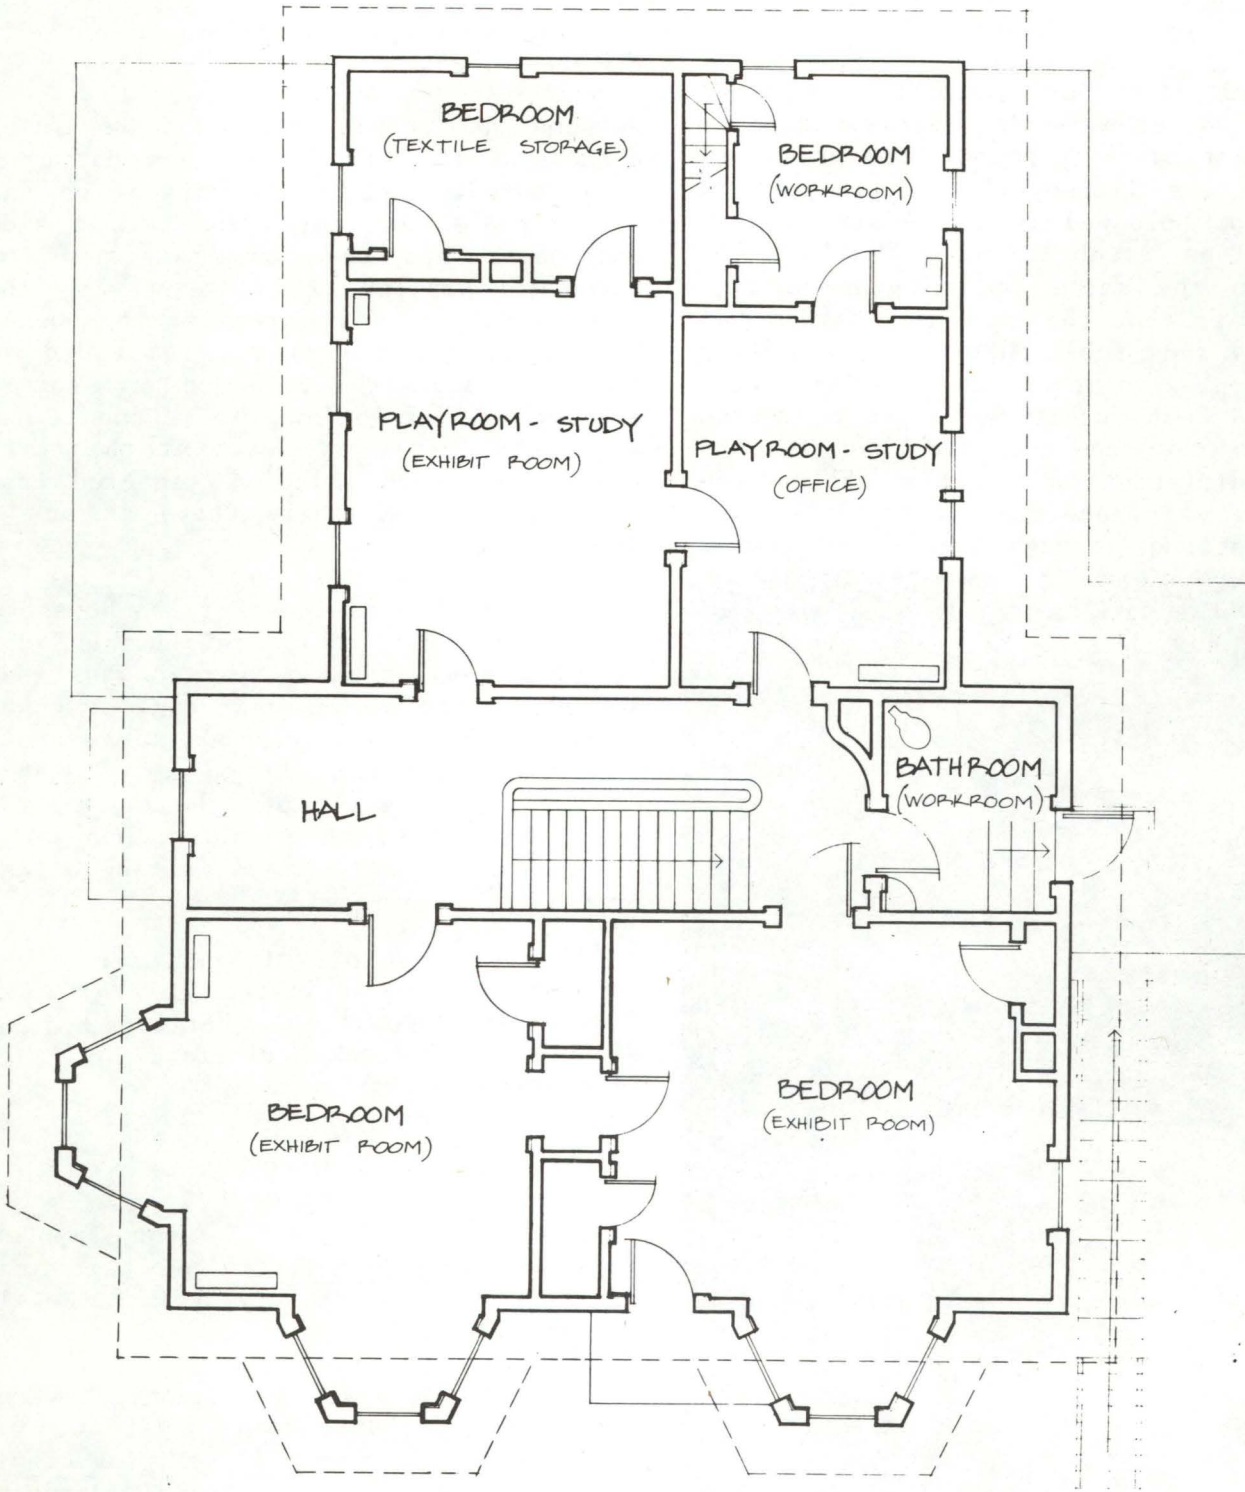 BEDROOM
(TEXTILE STORAGE)
BEDROOM
(WORKROOM)
PLAYROOM - STUDY
(EXHIBIT ROOM)
PLAYROOM - STUDY
(OFFICE)
HALL
BATHROOM
(WORKROOM)
BEDROOM
(EXHIBIT ROOM)
BEDROOM
(EXHIBIT ROOM)